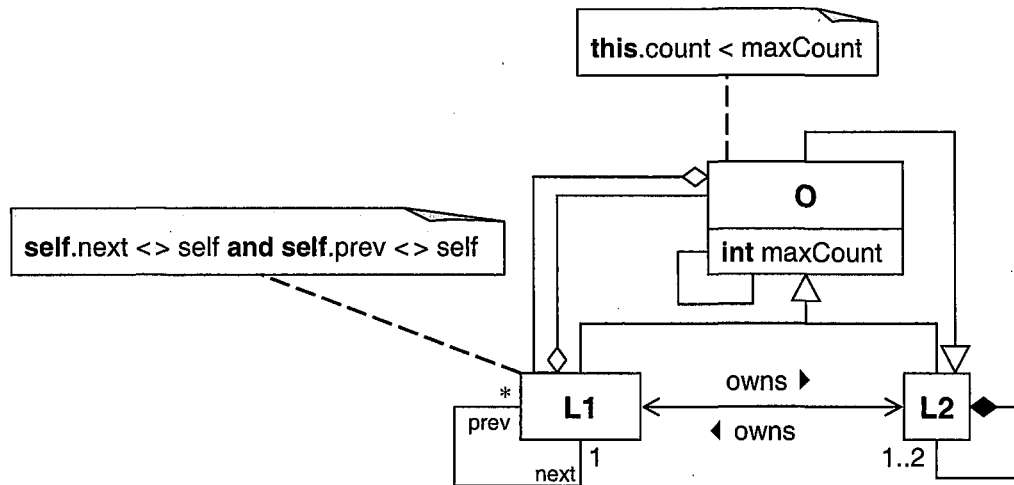 this.count < maxCount
O
self.next <> self and self.prev <> self
int maxCount
owns
*
L1
L2
prev
owns
1
1..2
next